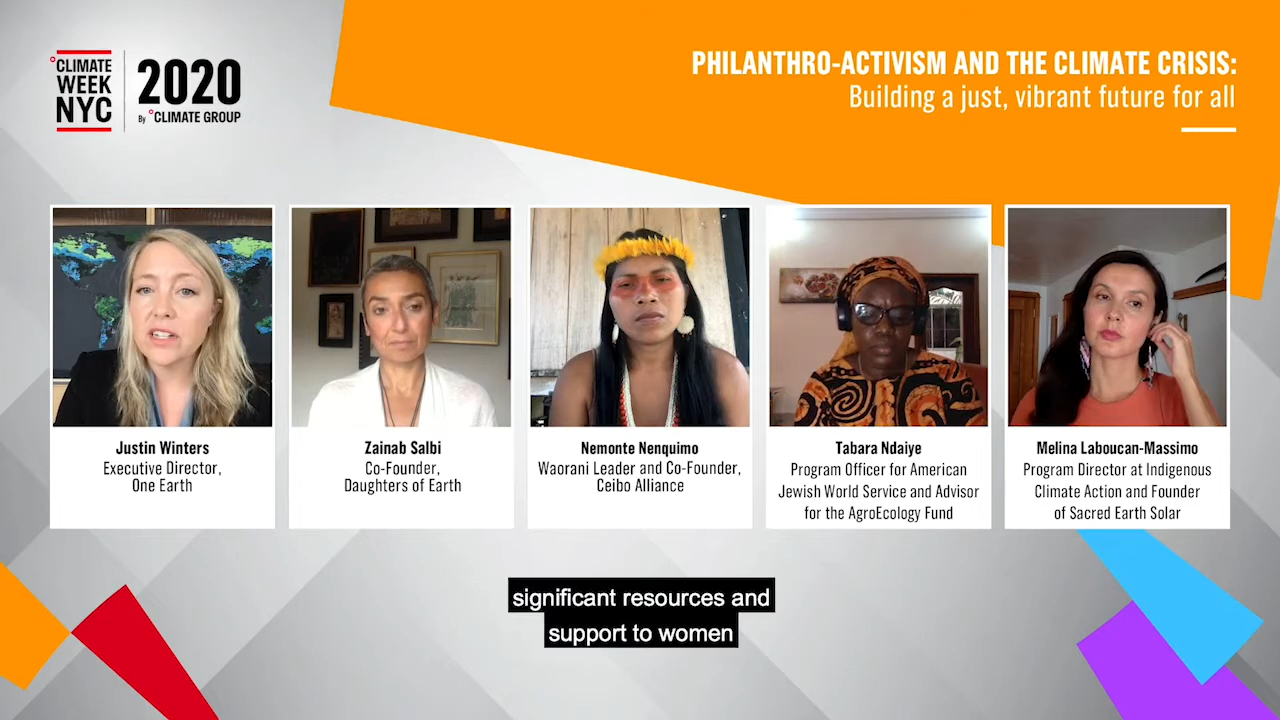 °CLIMATE
WEEK
NYC
2020
By °CLIMATE GROUP
PHILANTHRO-ACTIVISM AND THE CLIMATE CRISIS:
Building a just, vibrant future for all
Justin Winters
Executive Director,
One Earth
Zainab Salbi
Co-Founder,
Daughters of Earth
Nemonte Nenquimo
Waorani Leader and Co-Founder,
Ceibo Alliance
Tabara Ndaiye
Program Officer for American
Jewish World Service and Advisor
for the AgroEcology Fund
Melina Laboucan-Massimo
Program Director at Indigenous
Climate Action and Founder
of Sacred Earth Solar
significant resources and
support to women